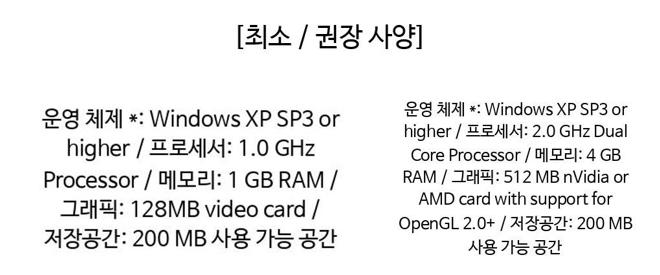 [최소 / 권장 사양]
운영 체제 *: Windows XP SP3 or
higher / 프로세서: 1.0 GHz
Processor / 메모리: 1 GB RAM /
그래픽: 128MB video card /
저장공간: 200 MB 사용 가능 공간
운영 체제 *: Windows XP SP3 or
higher / 프로세서: 2.0 GHz Dual
Core Processor / 메모리: 4 GB
RAM / 그래픽: 512 MB nVidia or
AMD card with support for
OpenGL 2.0+ / 저장공간: 200 MB
사용 가능 공간